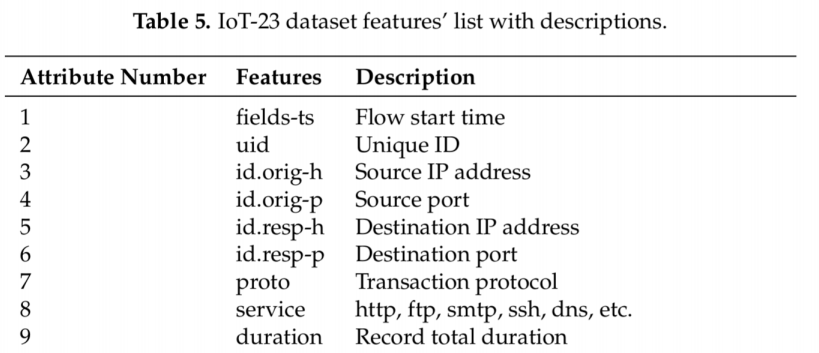 Table 5. IoT-23 dataset features' list with descriptions.
Attribute Number Features Description
1 fields-ts Flow start time
2 uid Unique ID
3 id.orig-h Source IP address
4 id.orig-p Source port
5 id.resp-h Destination IP address
6 id.resp-p Destination port
7 proto Transaction protocol
8 service http, ftp, smtp, ssh, dns, etc.
9 duration Record total duration